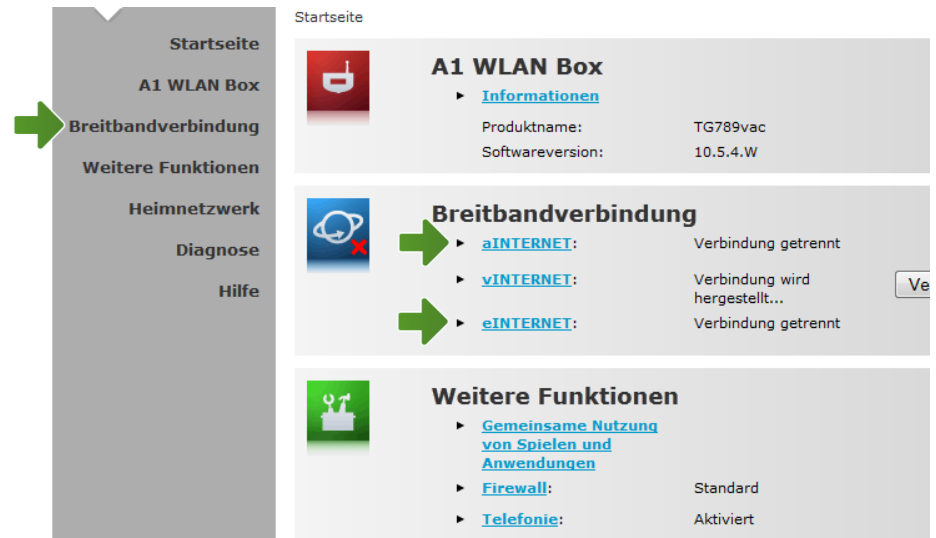 Startseite
Startseite
A1 WLAN Box
Breitbandverbindung
Weitere Funktionen
Heimnetzwerk
Diagnose
Hilfe
A1 WLAN Box
Informationen
Produktname: TG789vac
Softwareversion: 10.5.4.W
Breitbandverbindung
aINTERNET: Verbindung getrennt
vINTERNET: Verbindung wird
hergestellt...
Ve
eINTERNET: Verbindung getrennt
Weitere Funktionen
Gemeinsame Nutzung
von Spielen und
Anwendungen
Firewall: Standard
Telefonie: Aktiviert